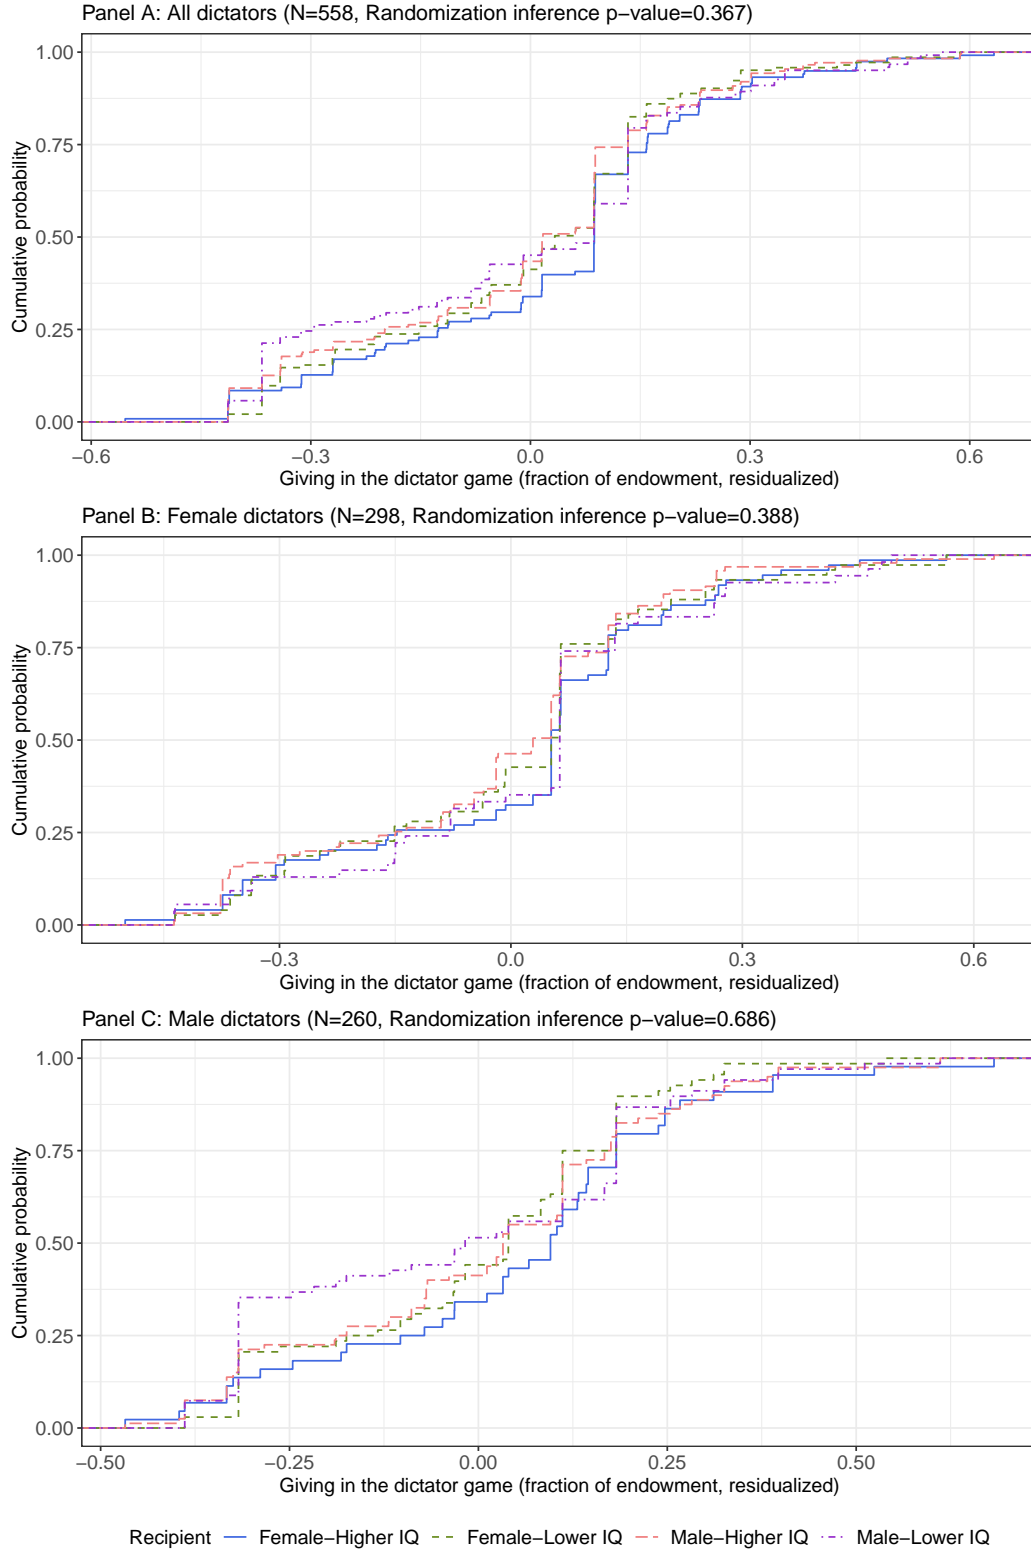 Panel A: All dictators (N=558, Randomization inference p−value=0.367)
1.00
0.75
0.50
0.25
0.00
Cumulative probability
−0.6 −0.3 0.0 0.3 0.6
Giving in the dictator game (fraction of endowment, residualized)
Panel B: Female dictators (N=298, Randomization inference p−value=0.388)
1.00
0.75
0.50
0.25
0.00
Cumulative probability
−0.3 0.0 0.3 0.6
Giving in the dictator game (fraction of endowment, residualized)
Panel C: Male dictators (N=260, Randomization inference p−value=0.686)
1.00
0.75
0.50
0.25
0.00
Cumulative probability
−0.50 −0.25 0.00 0.25 0.50
Giving in the dictator game (fraction of endowment, residualized)
Recipient Female−Higher IQ Female−Lower IQ Male−Higher IQ Male−Lower IQ